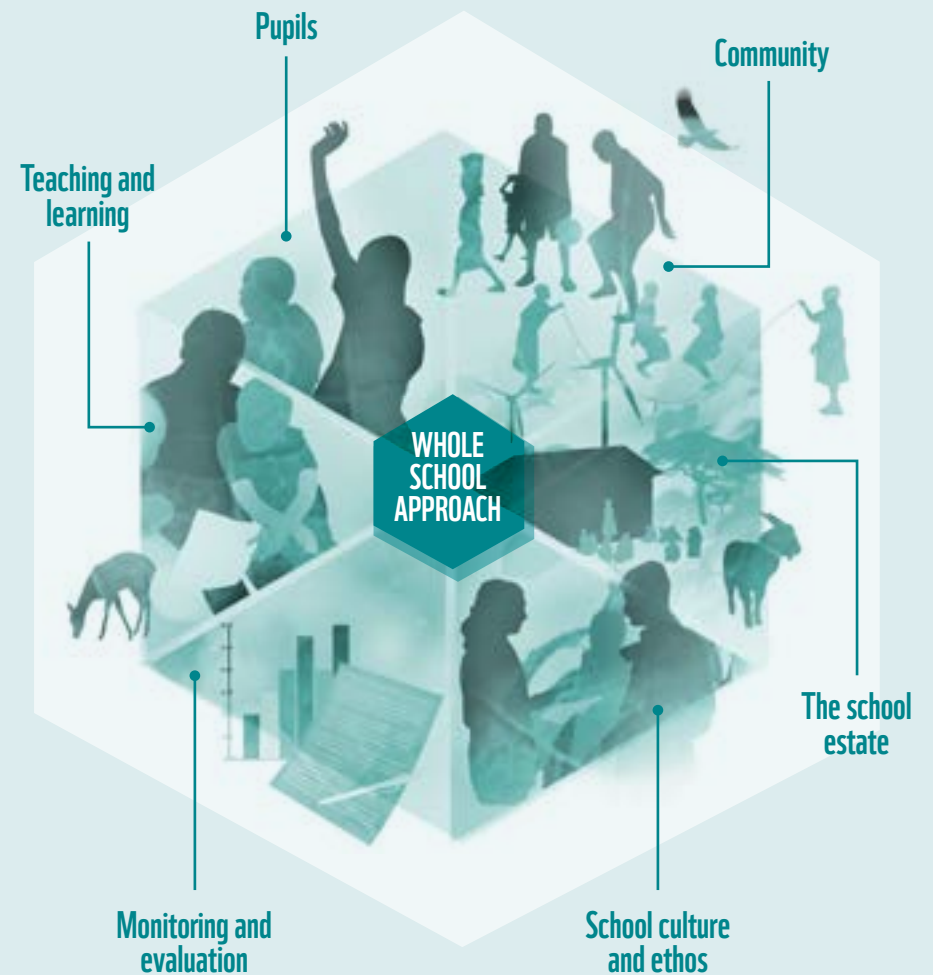 Pupils
Community
Teaching and
learning
WHOLE
SCHOOL
APPROACH
The school
estate
Monitoring and
evaluation
School culture
and ethos